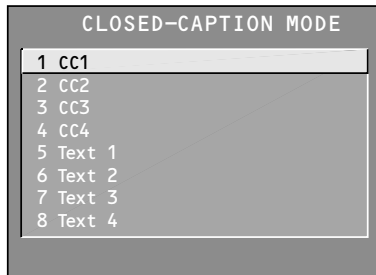 CLOSED-CAPTION MODE
1 CC1
2 CC2
3 CC3
4 CC4
5 Text 1
6 Text 2
7 Text 3
8 Text 4